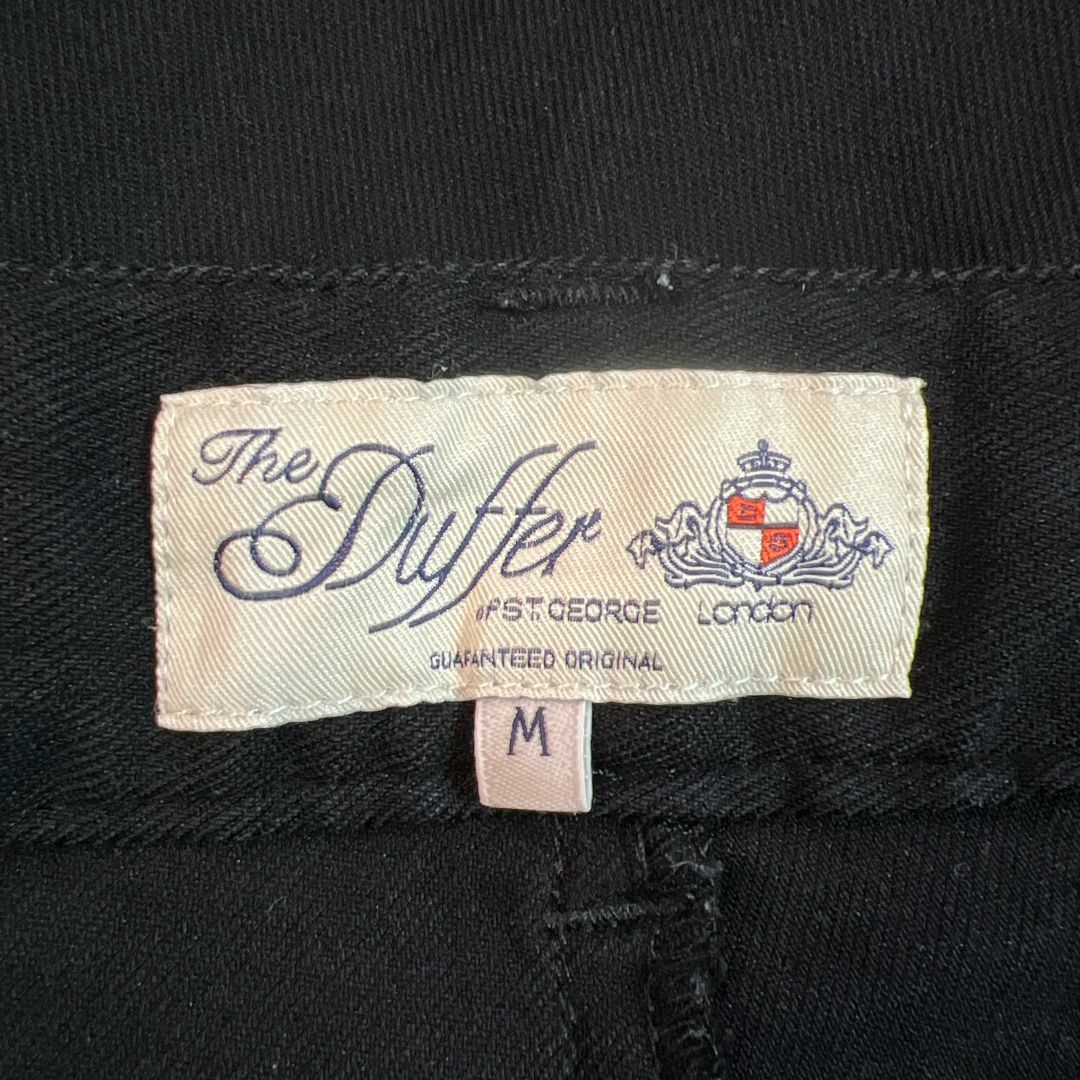 The Duffer
OF ST. GEORGE
London
GUARANTEED ORIGINAL
M